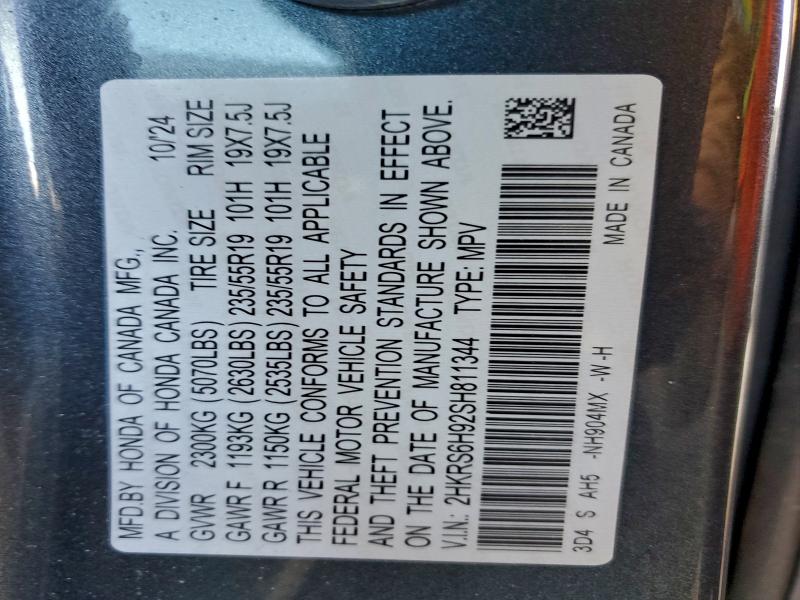 MFD.BY HONDA OF CANADA MFG.,
A DIVISION OF HONDA CANADA INC. 10/24
GVWR 2300KG (5070LBS) TIRE SIZE RIM SIZE
GAWR F 1193KG (2630LBS) 235/55R19 101H 19X7.5J
GAWR R 1150KG (2535LBS) 235/55R19 101H 19X7.5J
THIS VEHICLE CONFORMS TO ALL APPLICABLE
FEDERAL MOTOR VEHICLE SAFETY
AND THEFT PREVENTION STANDARDS IN EFFECT
ON THE DATE OF MANUFACTURE SHOWN ABOVE.
V.I.N.: 2HKRS6H92SH811344 TYPE: MPV
3D4 S AH5 -NH904MX -W-H MADE IN CANADA